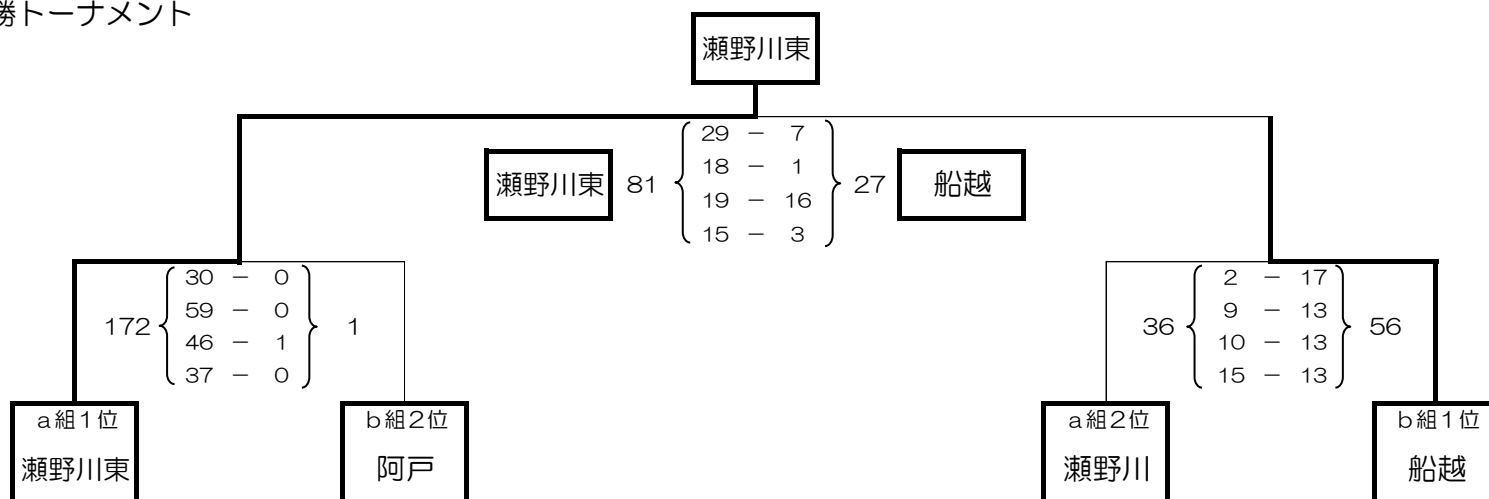 勝トーナメント
瀬野川東
瀬野川東 81 29 － 7 27 船越
18 － 1
19 － 16
15 － 3
172 30 － 0 1
59 － 0
46 － 1
37 － 0
36 2 － 17 56
9 － 13
10 － 13
15 － 13
a組1位
瀬野川東
b組2位
阿戸
a組2位
瀬野川
b組1位
船越